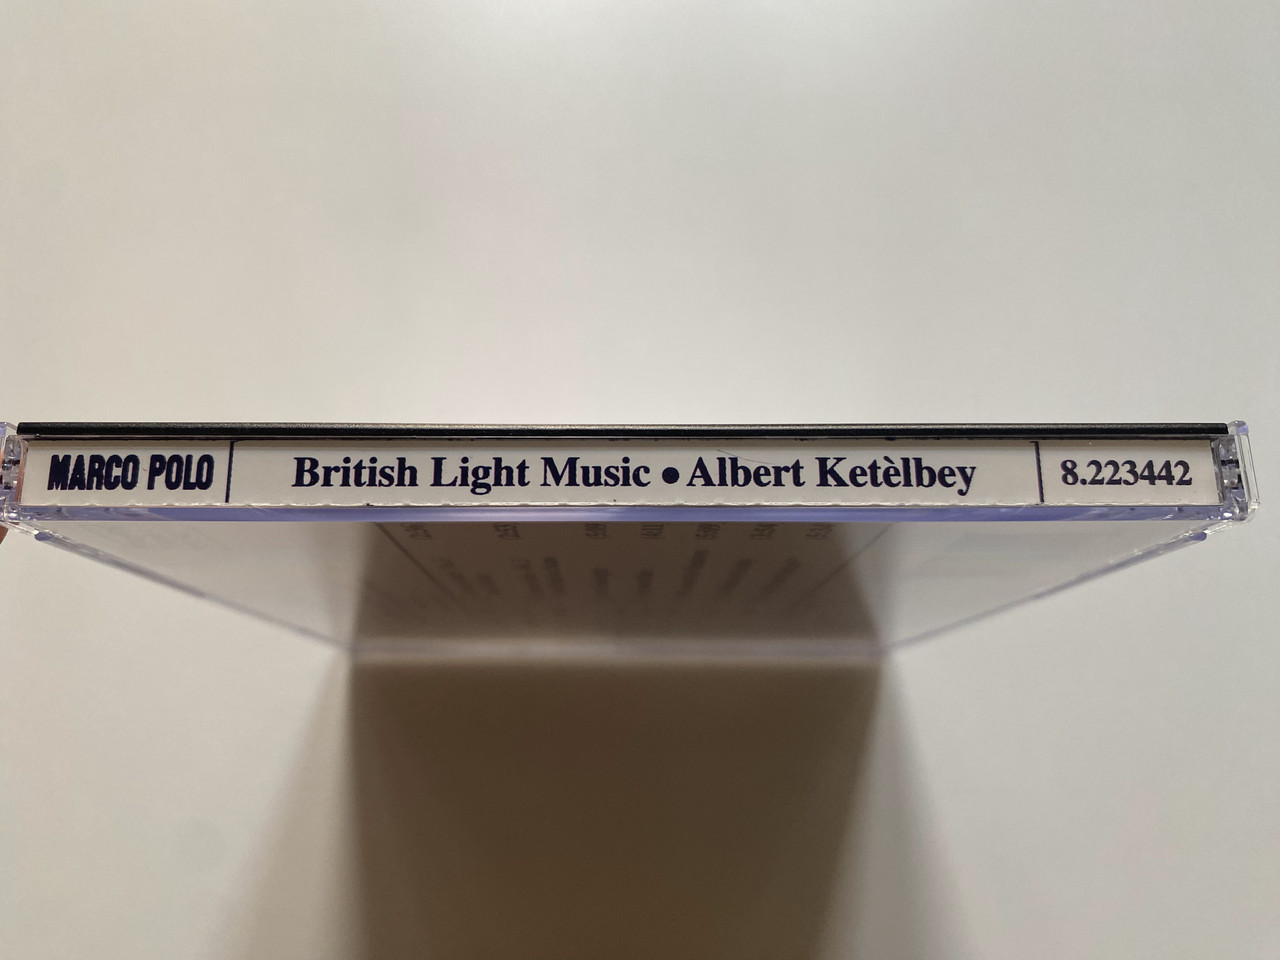 MARCO POLO British Light Music • Albert Ketèlbey 8.223442